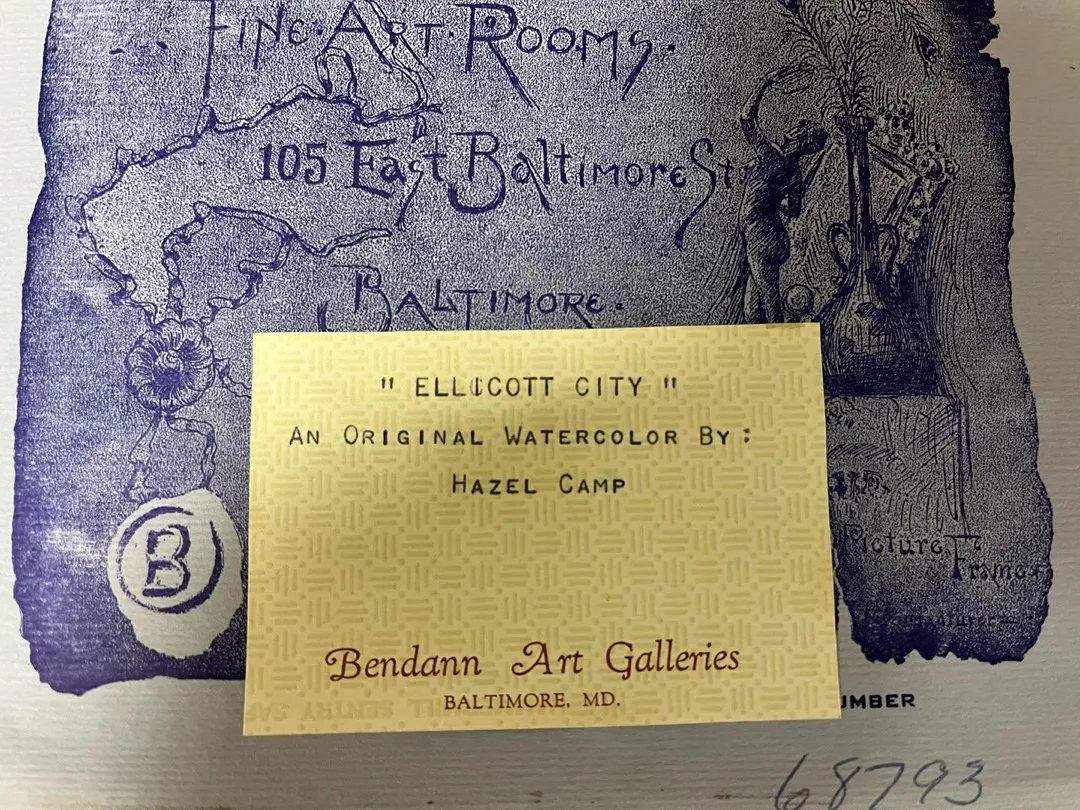 FINE·ART·ROOMS.
105 East Baltimore St
BALTIMORE.
" ELLICOTT CITY "
AN ORIGINAL WATERCOLOR BY:
HAZEL CAMP
B
Picture Frame
Bendann Art Galleries
BALTIMORE, MD.
UMBER
68793